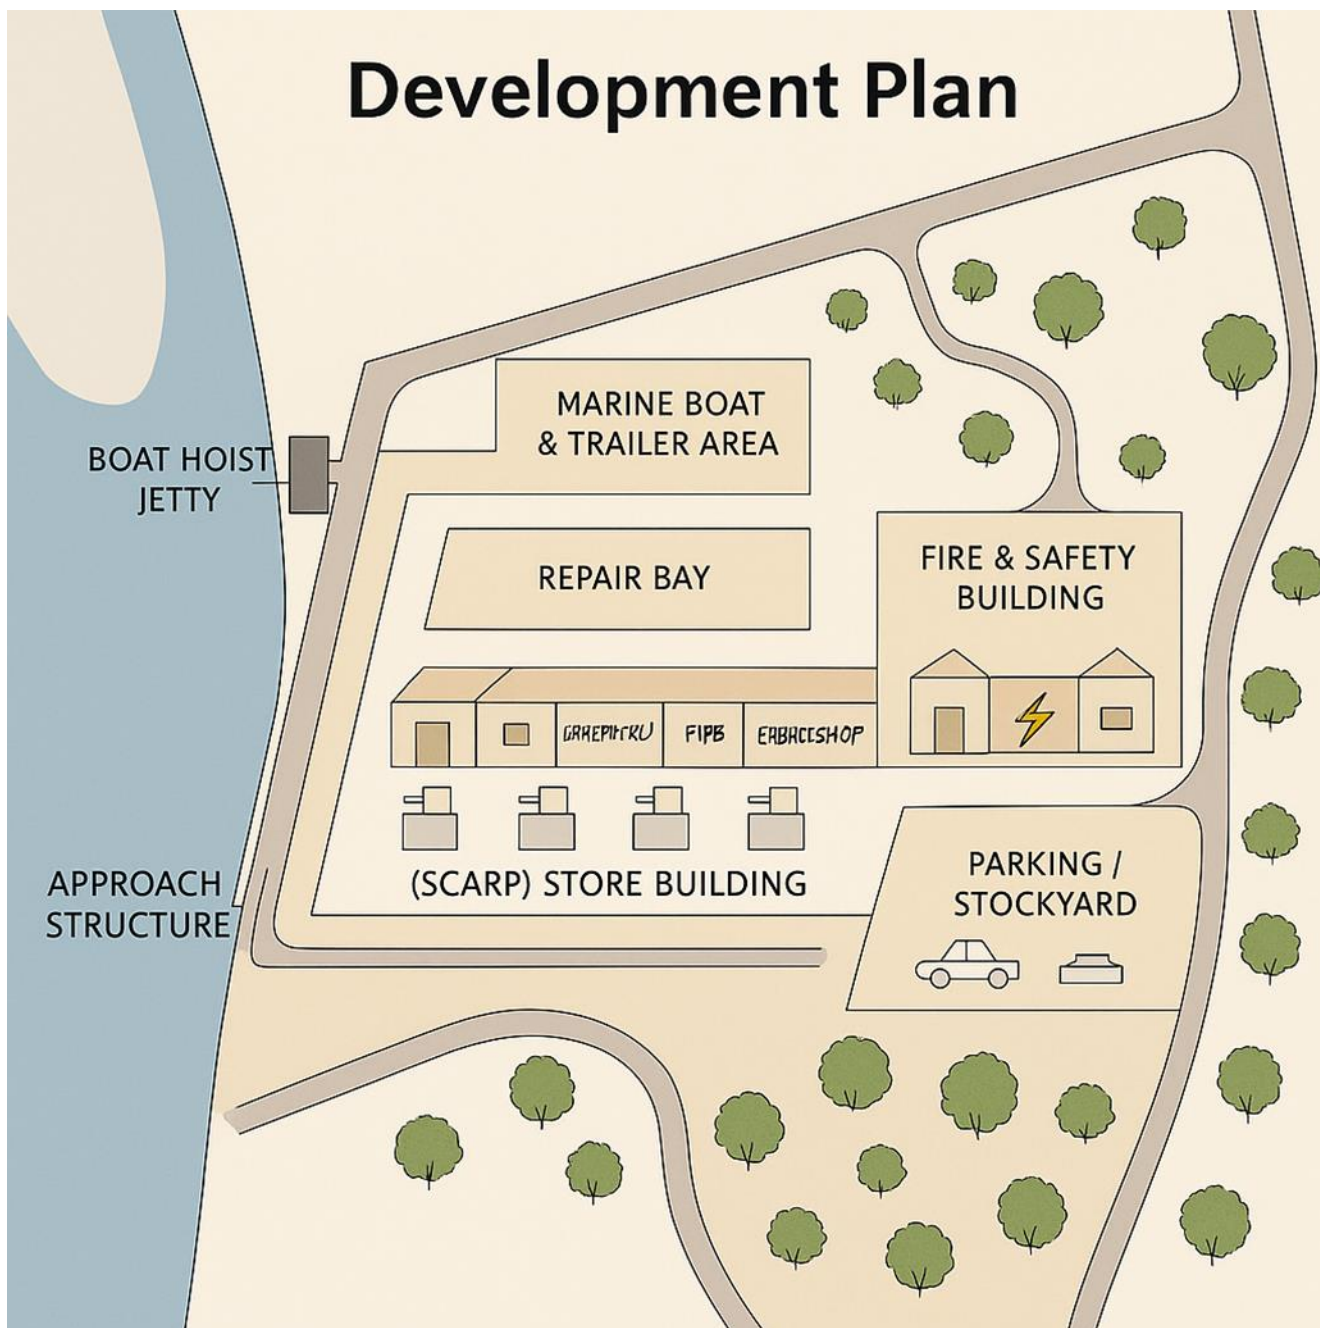 Development Plan
MARINE BOAT
& TRAILER AREA
BOAT HOIST
JETTY
REPAIR BAY
FIRE & SAFETY
BUILDING
FIPB
ERBRCCSHOP
(SCARP) STORE BUILDING
APPROACH
STRUCTURE
PARKING /
STOCKYARD